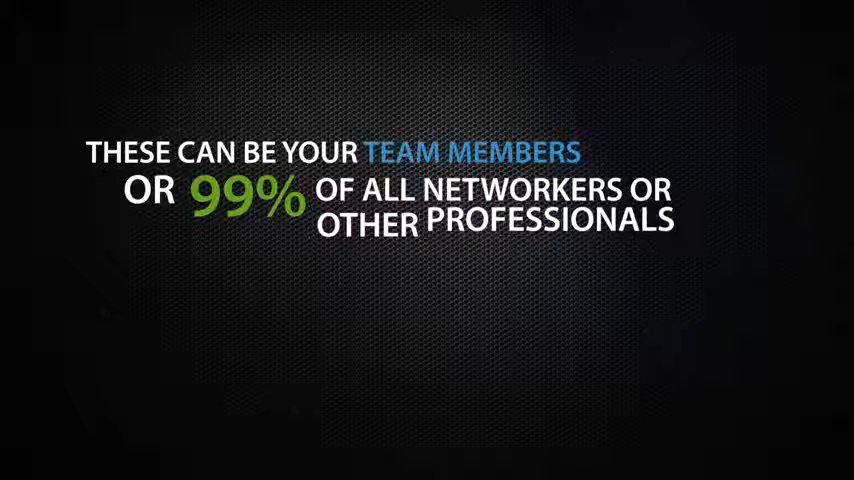 THESE CAN BE YOUR TEAM MEMBERS
OR 99% OF ALL NETWORKERS OR
OTHER PROFESSIONALS